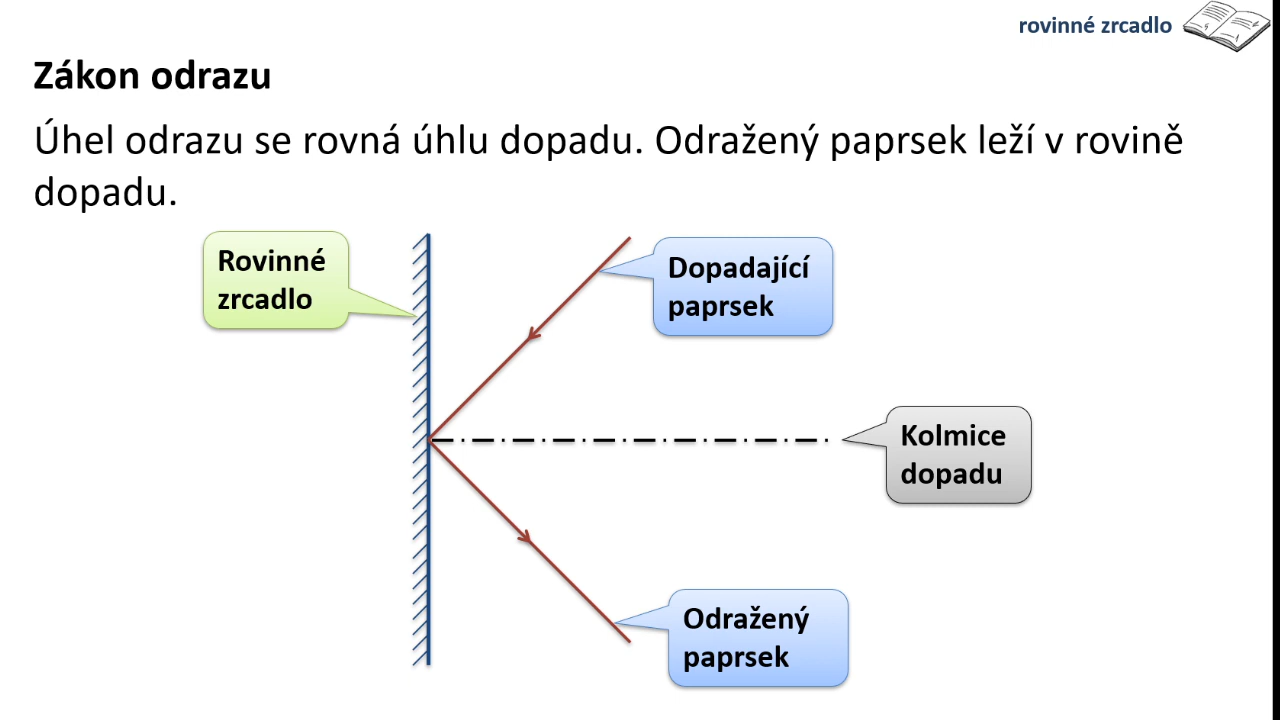 rovinné zrcadlo
Zákon odrazu
Úhel odrazu se rovná úhlu dopadu. Odražený paprsek leží v rovině
dopadu.
Rovinné
zrcadlo
Dopadající
paprsek
Kolmice
dopadu
Odražený
paprsek